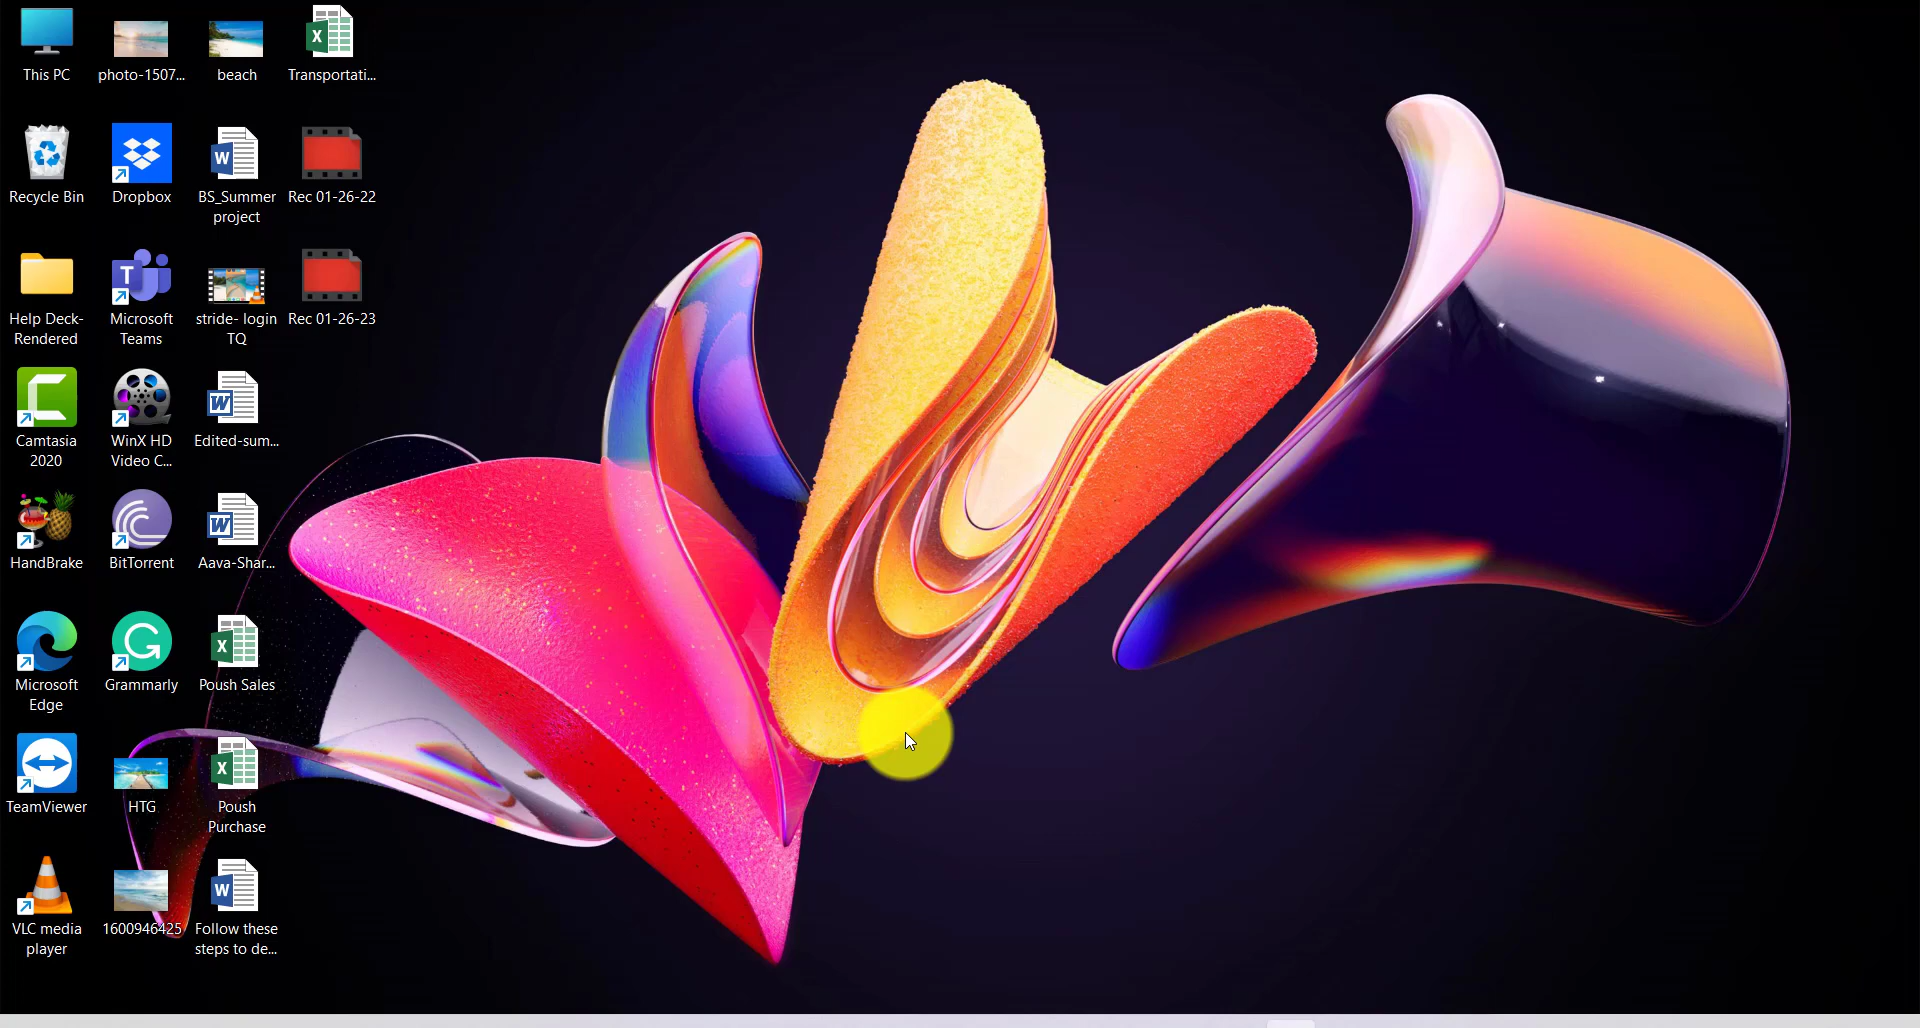 This PC
photo-1507...
beach
Transportati...
Recycle Bin
Dropbox
BS_Summer
project
Rec 01-26-22
Help Deck-
Rendered
Microsoft
Teams
stride- login
TQ
Rec 01-26-23
Camtasia
2020
WinX HD
Video C...
Edited-sum...
HandBrake
BitTorrent
Aava-Shar...
Microsoft
Edge
Grammarly
Poush Sales
TeamViewer
HTG
Poush
Purchase
VLC media
player
1600946425
Follow these
steps to de...